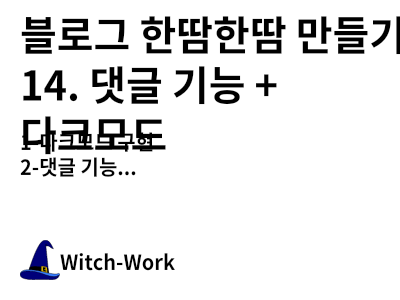 블로그 한땀한땀 만들기
14. 댓글 기능 +
다크모드
1-다크모드 구현
2-댓글 기능...
Witch-Work